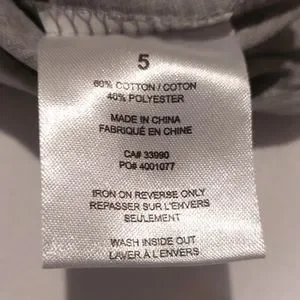 5
60% COTTON / COTON
40% POLYESTER
MADE IN CHINA
FABRIQUÉ EN CHINE
CA# 33990
PO# 4001077
IRON ON REVERSE ONLY
REPASSER SUR L'ENVERS
SEULEMENT
WASH INSIDE OUT
LAVER À L'ENVERS